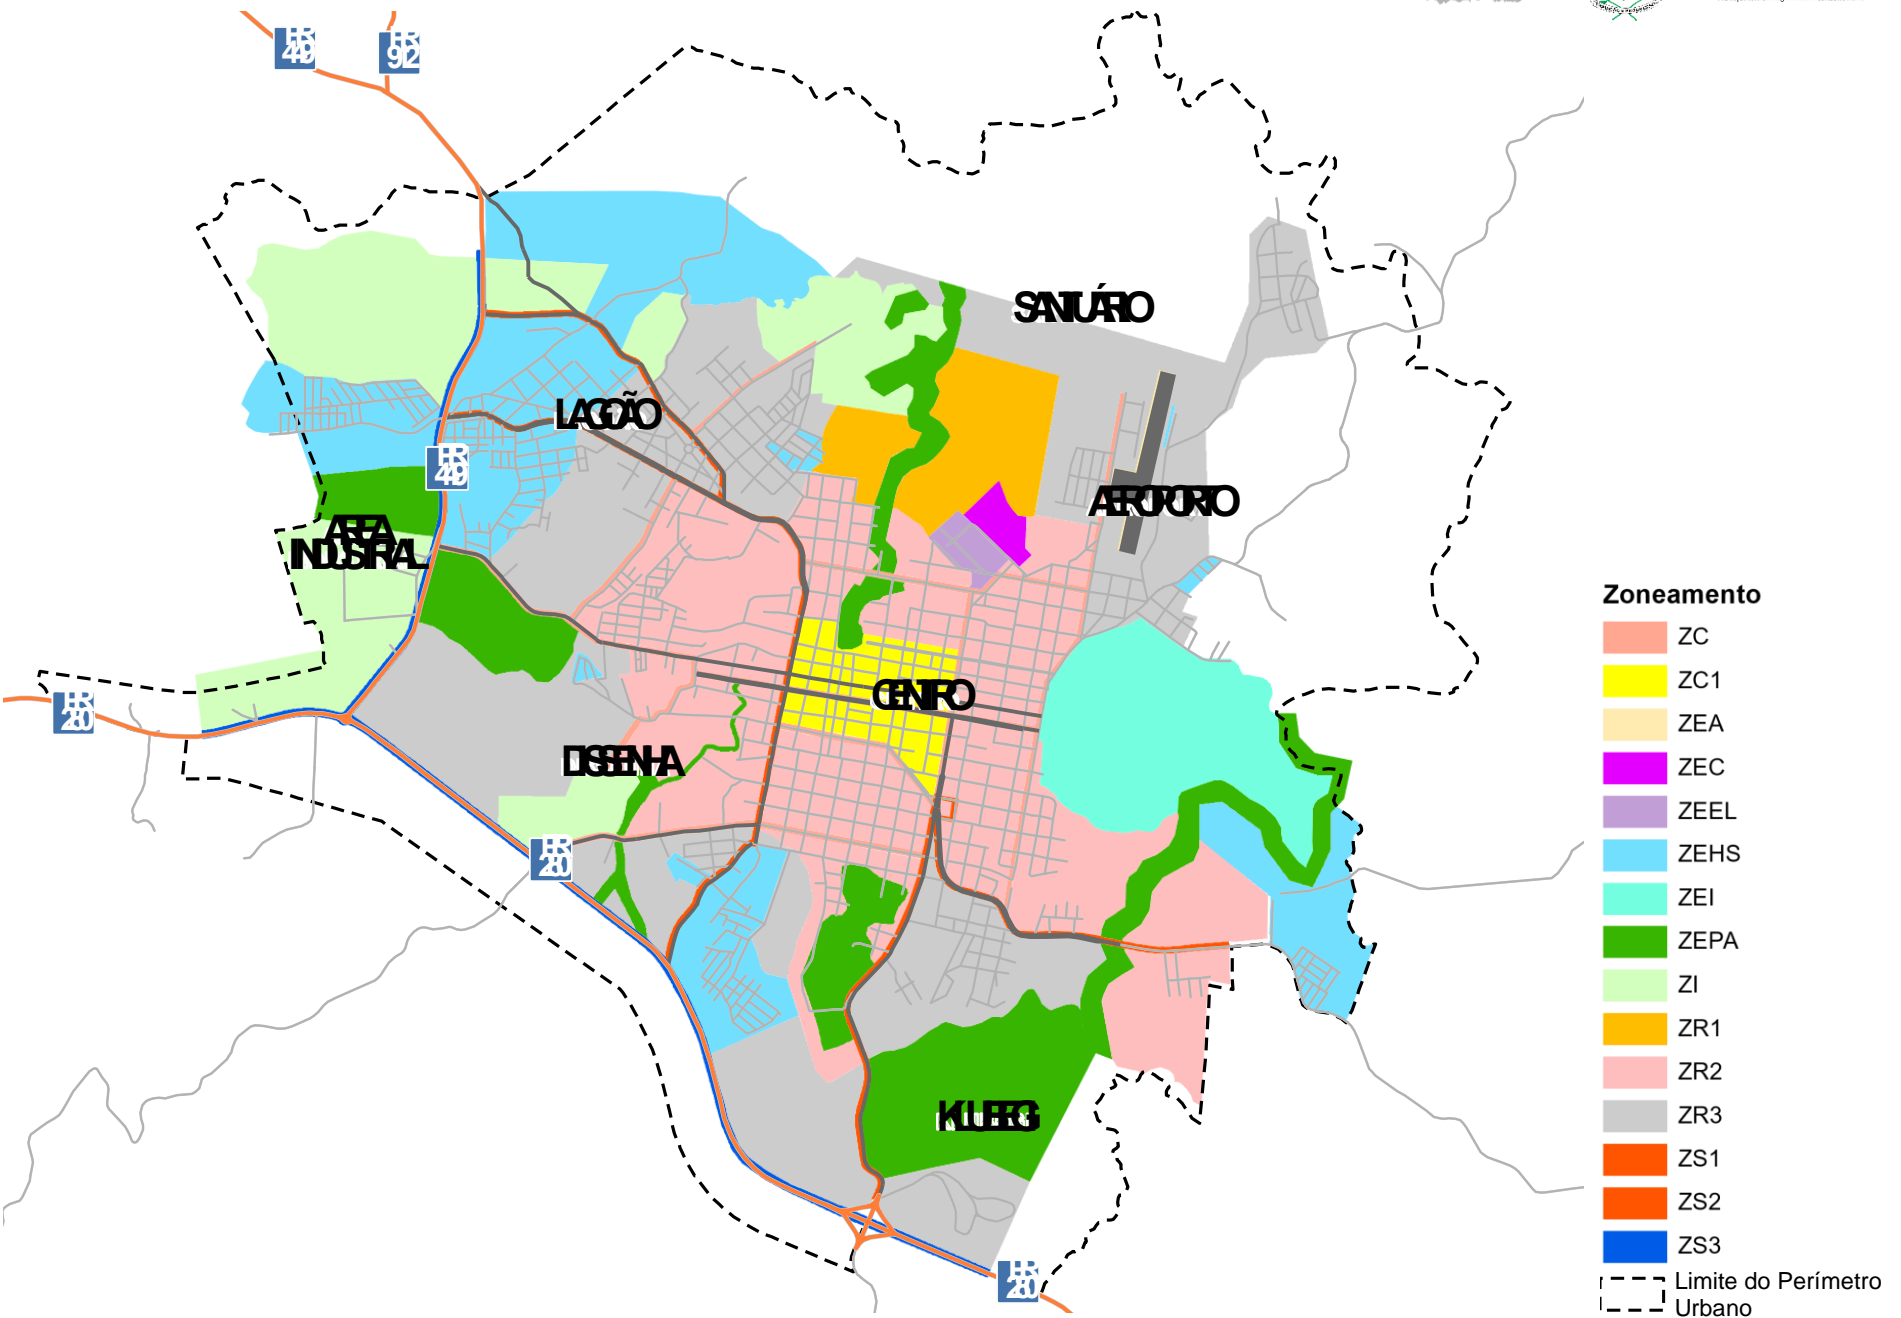 SANTUÁRIO
LAGOÃO
AEROPORTO
ÁREA
INDUSTRIAL
CENTRO
DISSENHA
Zoneamento
ZC
ZC1
ZEA
ZEC
ZEEL
ZEHS
ZEI
ZEPA
ZI
ZR1
ZR2
ZR3
ZS1
ZS2
ZS3
Limite do Perímetro
Urbano